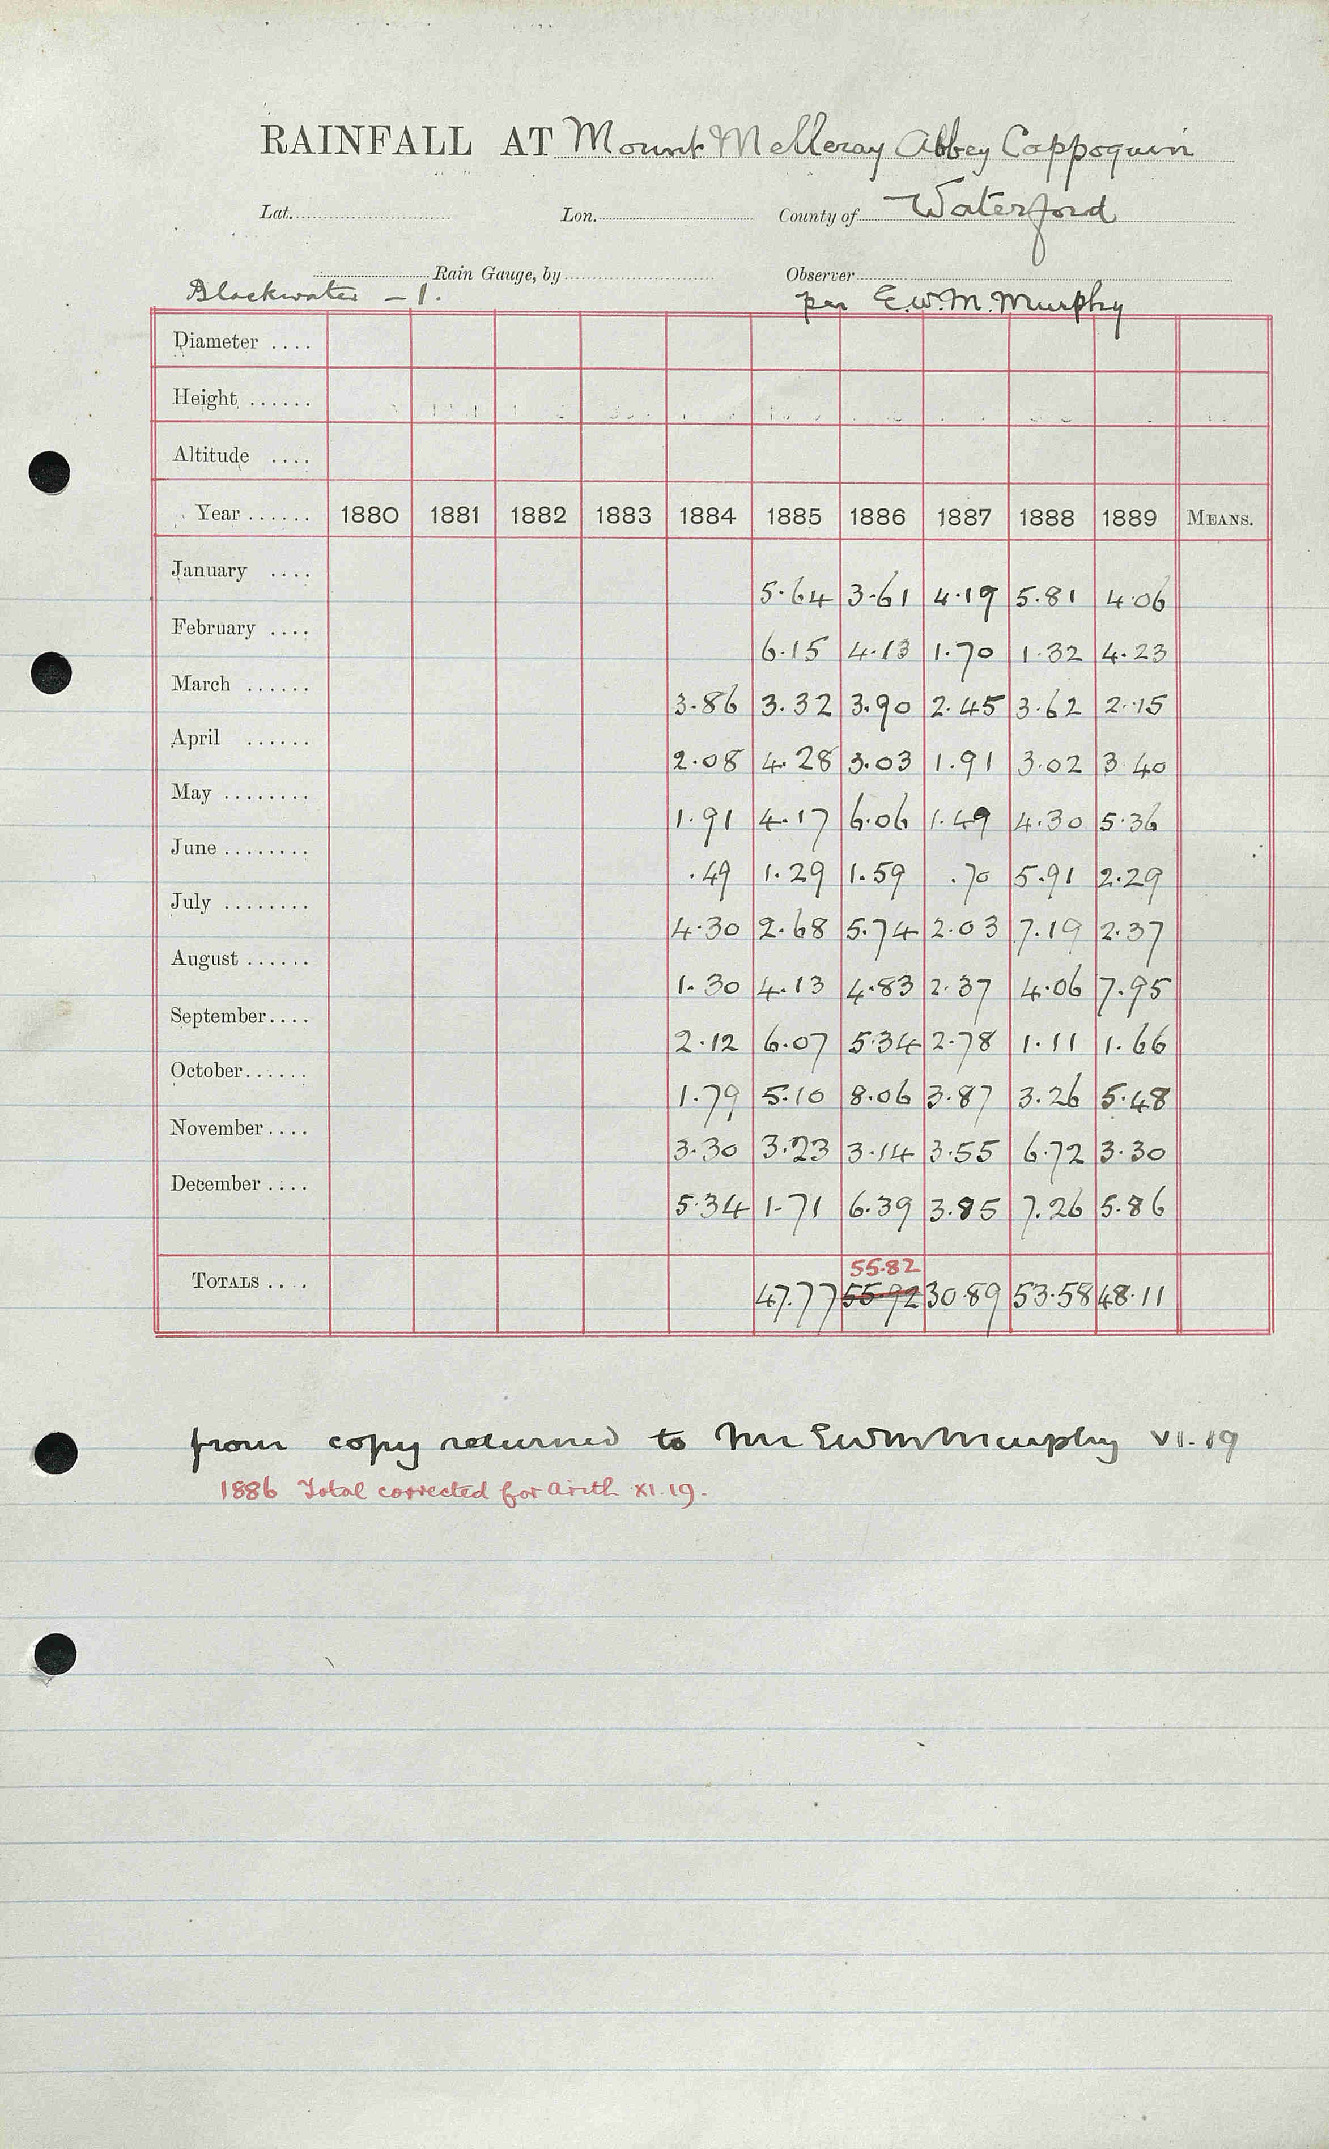 RAINFALL AT Mount Melleray Abbey Cappoquin
Lat. Lon. County of Waterford
Rain Gauge, by Observer
Blackwater - 1. per E.W.M. Murphy
Diameter ....
Height ......
Altitude ....
Year ...... 1880 1881 1882 1883 1884 1885 1886 1887 1888 1889 MEANS.
January .... 5.64 3.61 4.19 5.81 4.06
February .... 6.15 4.13 1.70 1.32 4.23
March ...... 3.86 3.32 3.90 2.45 3.62 2.15
April ...... 2.08 4.28 3.03 1.91 3.02 3 40
May ........ 1.91 4.17 6.06 1.49 4.30 5.36
June ........ .49 1.29 1.59 .70 5.91 2.29
July ........ 4.30 2.68 5.74 2.03 7.19 2.37
August ...... 1.30 4.13 4.83 2.37 4.06 7.95
September.... 2.12 6.07 5.34 2.78 1.11 1.66
October...... 1.79 5.10 8.06 3.87 3.26 5.48
November.... 3.30 3.23 3.14 3.55 6.72 3.30
December .... 5.34 1.71 6.39 3.85 7.26 5.86
55.82
TOTALS .... 47.77 55.92 30.89 53.58 48.11
from copy returned to Mr E W M Murphy VI.19
1886 Total corrected for arith XI.19.